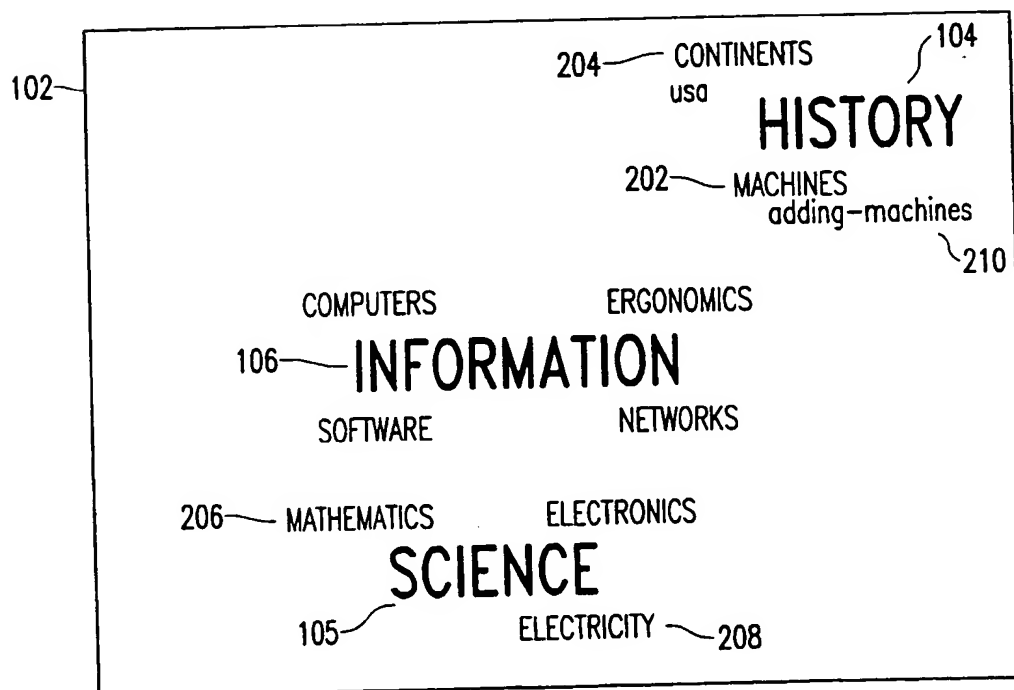 204 CONTINENTS 104
102 usa
HISTORY
202 MACHINES
adding-machines
210
COMPUTERS ERGONOMICS
106 INFORMATION
SOFTWARE NETWORKS
206 MATHEMATICS ELECTRONICS
SCIENCE
105 ELECTRICITY 208